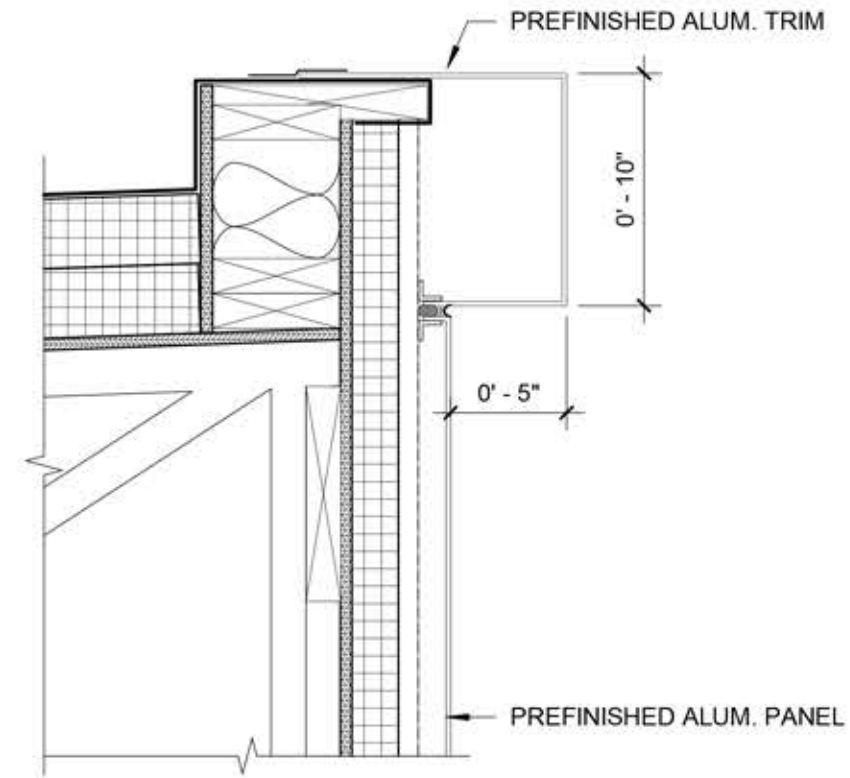 PREFINISHED ALUM. TRIM
0' - 10"
0' - 5"
PREFINISHED ALUM. PANEL